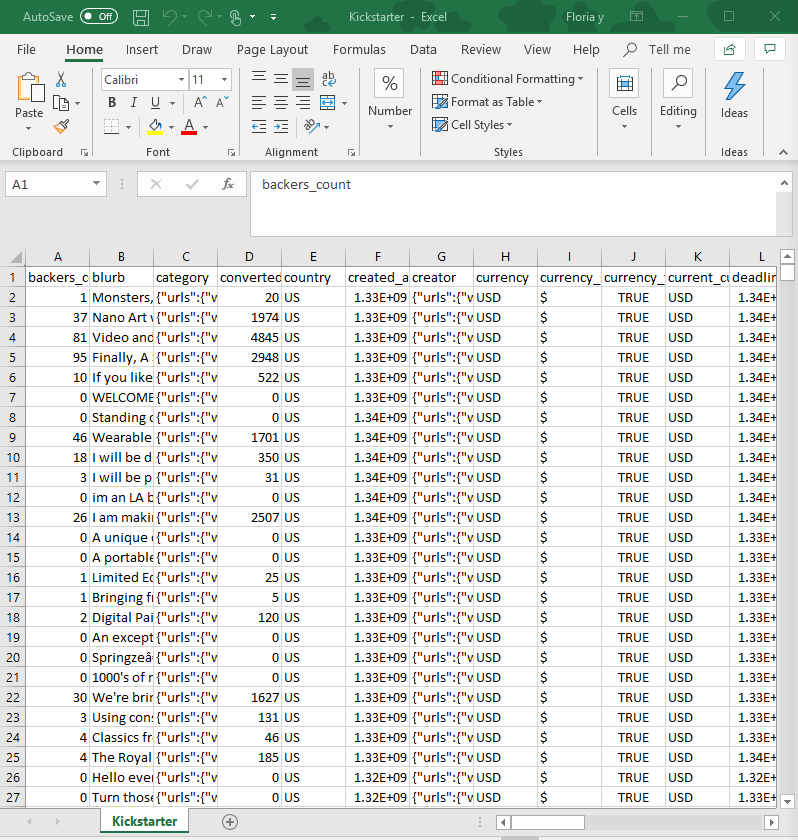 AutoSave Off Kickstarter - Excel Floria y
File Home Insert Draw Page Layout Formulas Data Review View Help Tell me
Calibri 11 % Conditional Formatting
Format as Table
Paste B I U A A ab c Number Cell Styles Cells Editing Ideas
Clipboard Font Alignment Styles Ideas
A1 fx backers_count
A B C D E F G H I J K L
1 backers_c blurb category converted country created_a creator currency currency_ currency_ current_cu deadlin
2 1 Monsters, {"urls":{"w 20 US 1.33E+09 {"urls":{"w USD $ TRUE USD 1.34E+
3 37 Nano Art w {"urls":{"w 1974 US 1.33E+09 {"urls":{"w USD $ TRUE USD 1.34E+
4 81 Video and {"urls":{"w 4845 US 1.33E+09 {"urls":{"w USD $ TRUE USD 1.34E+
5 95 Finally, A {"urls":{"w 2948 US 1.33E+09 {"urls":{"w USD $ TRUE USD 1.34E+
6 10 If you like {"urls":{"w 522 US 1.33E+09 {"urls":{"w USD $ TRUE USD 1.34E+
7 0 WELCOME {"urls":{"w 0 US 1.33E+09 {"urls":{"w USD $ TRUE USD 1.34E+
8 0 Standing o {"urls":{"w 0 US 1.34E+09 {"urls":{"w USD $ TRUE USD 1.34E+
9 46 Wearable {"urls":{"w 1701 US 1.34E+09 {"urls":{"w USD $ TRUE USD 1.34E+
10 18 I will be d {"urls":{"w 350 US 1.34E+09 {"urls":{"w USD $ TRUE USD 1.34E+
11 3 I will be p {"urls":{"w 31 US 1.34E+09 {"urls":{"w USD $ TRUE USD 1.34E+
12 0 im an LA b {"urls":{"w 0 US 1.34E+09 {"urls":{"w USD $ TRUE USD 1.34E+
13 26 I am makin {"urls":{"w 2507 US 1.34E+09 {"urls":{"w USD $ TRUE USD 1.34E+
14 0 A unique {"urls":{"w 0 US 1.33E+09 {"urls":{"w USD $ TRUE USD 1.33E+
15 0 A portable {"urls":{"w 0 US 1.33E+09 {"urls":{"w USD $ TRUE USD 1.33E+
16 1 Limited Ed {"urls":{"w 25 US 1.33E+09 {"urls":{"w USD $ TRUE USD 1.33E+
17 1 Bringing fr {"urls":{"w 5 US 1.33E+09 {"urls":{"w USD $ TRUE USD 1.33E+
18 2 Digital Pai {"urls":{"w 120 US 1.33E+09 {"urls":{"w USD $ TRUE USD 1.34E+
19 0 An except {"urls":{"w 0 US 1.33E+09 {"urls":{"w USD $ TRUE USD 1.33E+
20 0 Springzeâ {"urls":{"w 0 US 1.33E+09 {"urls":{"w USD $ TRUE USD 1.33E+
21 0 1000's of r {"urls":{"w 0 US 1.33E+09 {"urls":{"w USD $ TRUE USD 1.33E+
22 30 We're brin {"urls":{"w 1627 US 1.33E+09 {"urls":{"w USD $ TRUE USD 1.33E+
23 3 Using cons {"urls":{"w 131 US 1.33E+09 {"urls":{"w USD $ TRUE USD 1.33E+
24 4 Classics fr {"urls":{"w 46 US 1.33E+09 {"urls":{"w USD $ TRUE USD 1.33E+
25 4 The Royal {"urls":{"w 185 US 1.33E+09 {"urls":{"w USD $ TRUE USD 1.34E+
26 0 Hello ever {"urls":{"w 0 US 1.32E+09 {"urls":{"w USD $ TRUE USD 1.32E+
27 0 Turn those {"urls":{"w 0 US 1.32E+09 {"urls":{"w USD $ TRUE USD 1.33E+
Kickstarter